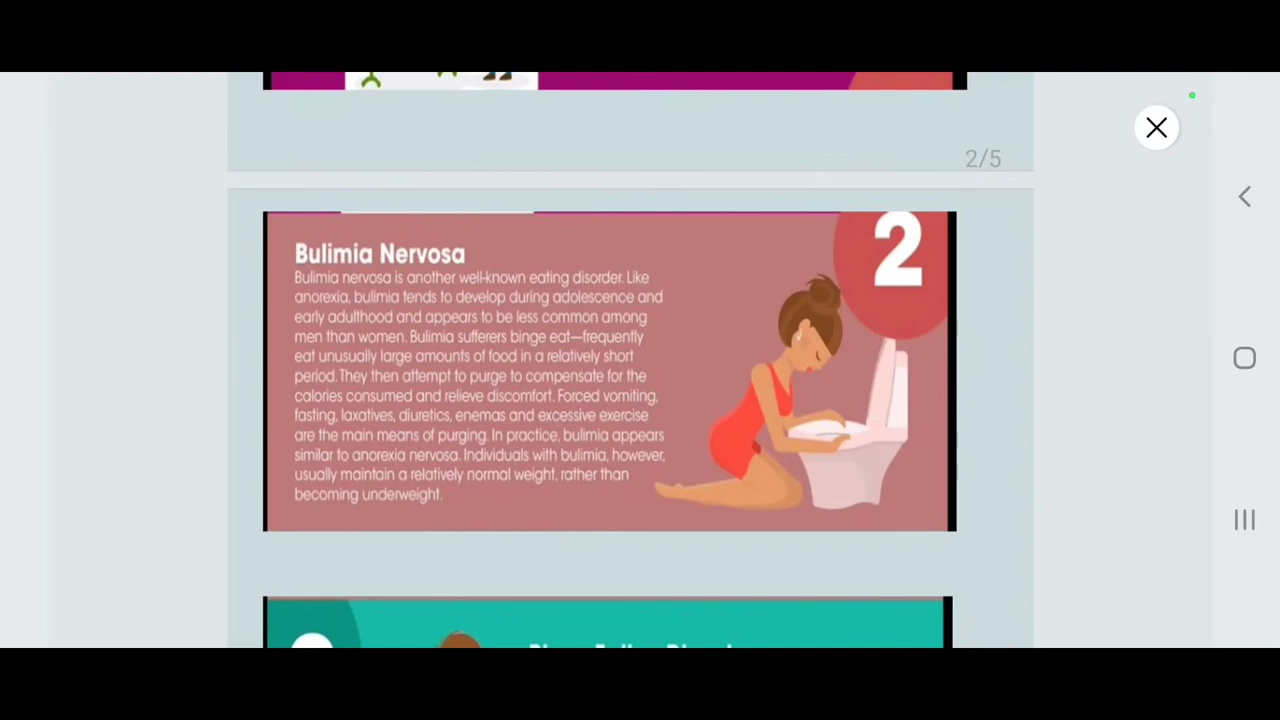 2/5
2
Bulimia Nervosa
Bulimia nervosa is another well-known eating disorder. Like
anorexia, bulimia tends to develop during adolescence and
early adulthood and appears to be less common among
men than women. Bulimia sufferers binge eat—frequently
eat unusually large amounts of food in a relatively short
period. They then attempt to purge to compensate for the
calories consumed and relieve discomfort. Forced vomiting,
fasting, laxatives, diuretics, enemas and excessive exercise
are the main means of purging. In practice, bulimia appears
similar to anorexia nervosa. Individuals with bulimia, however,
usually maintain a relatively normal weight, rather than
becoming underweight.